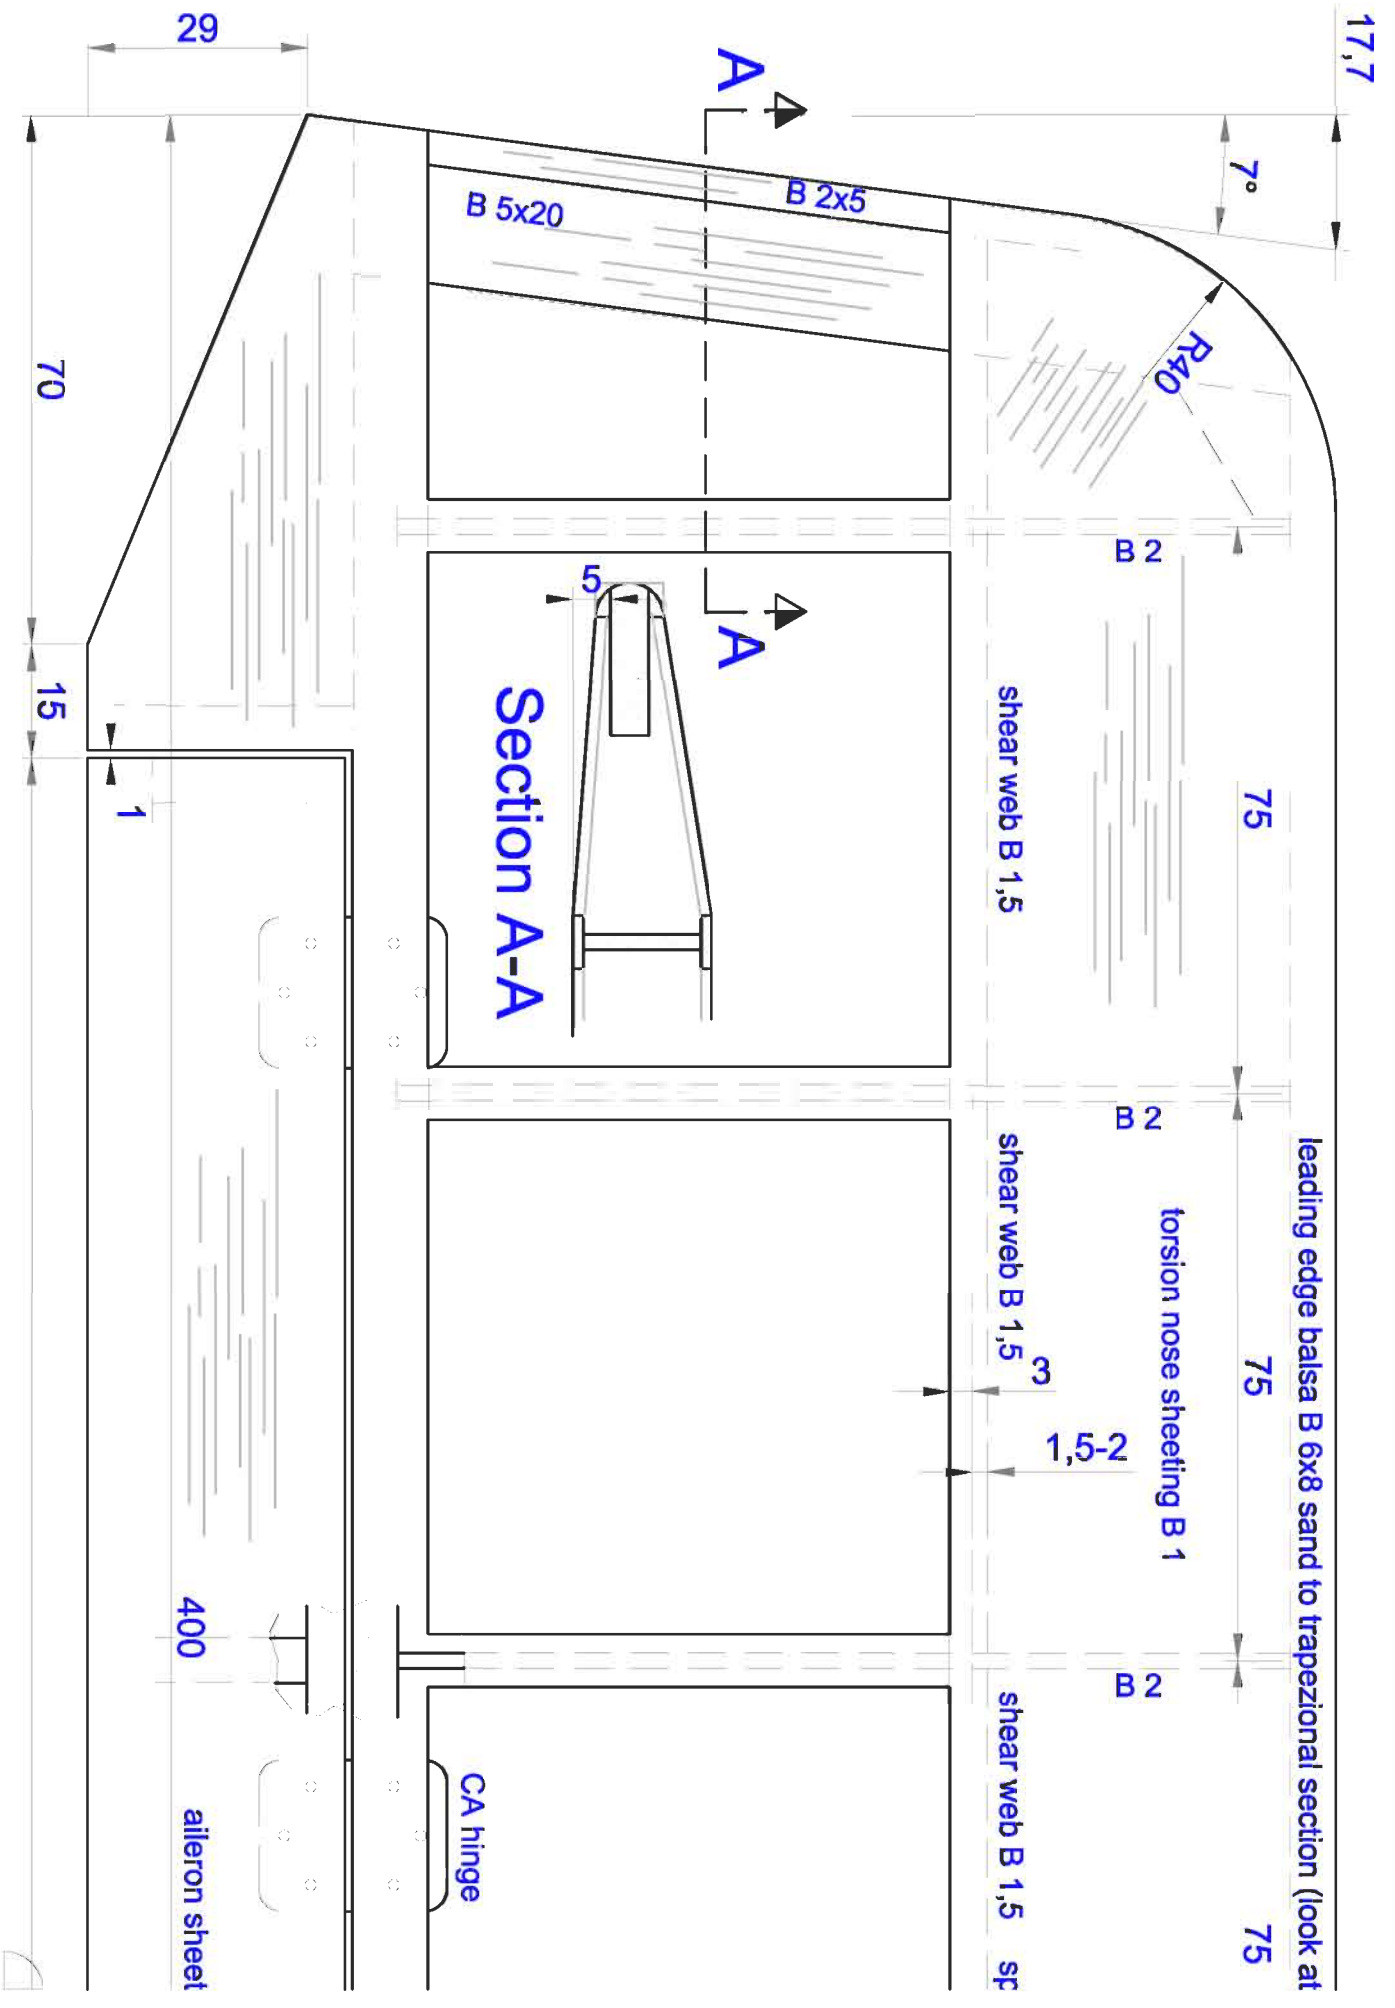 17,7
29
A
7°
B 2x5
B 5x20
R40
70
B 2
5
A
15
shear web B 1,5
Section A-A
75
1
B 2
leading edge balsa B 6x8 sand to trapezional section (look at
shear web B 1,5
torsion nose sheeting B 1
3
75
1,5-2
400
B 2
shear web B 1,5
sp
CA hinge
aileron sheet
75